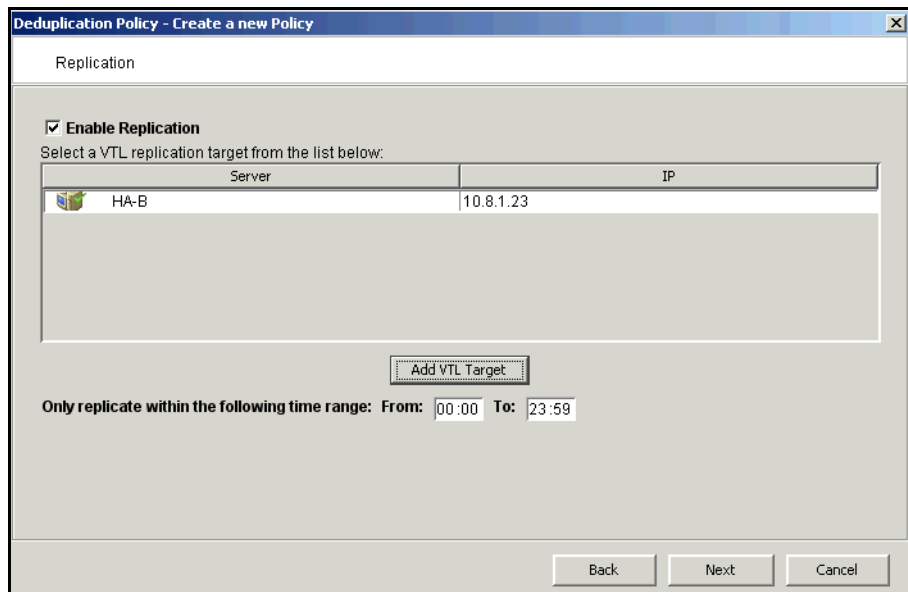 Deduplication Policy - Create a new Policy
Replication
Enable Replication
Select a VTL replication target from the list below:
Server IP
HA-B 10.8.1.23
Add VTL Target
Only replicate within the following time range: From: 00:00 To: 23:59
Back Next Cancel